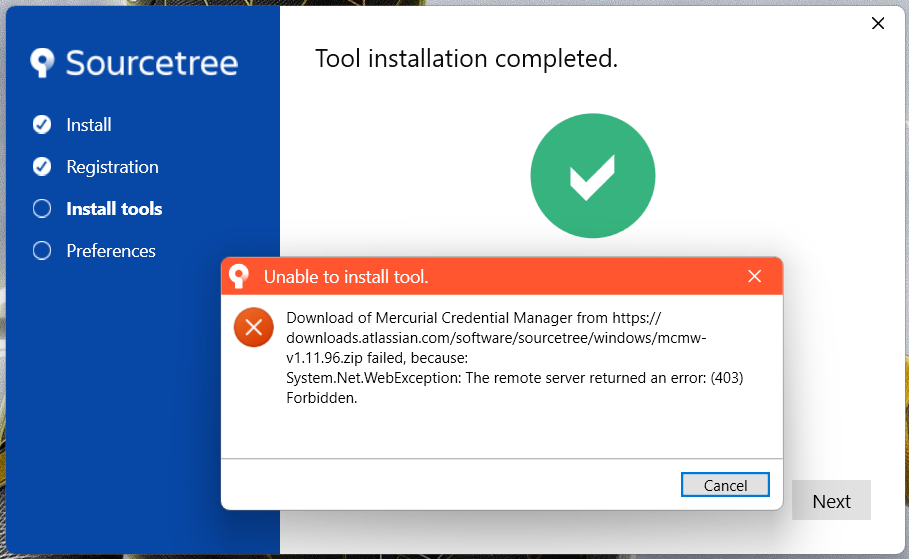 Sourcetree
Tool installation completed.
Install
Registration
Install tools
Preferences
Unable to install tool.
Download of Mercurial Credential Manager from https://
downloads.atlassian.com/software/sourcetree/windows/mcmw-
v1.11.96.zip failed, because:
System.Net.WebException: The remote server returned an error: (403)
Forbidden.
Cancel
Next